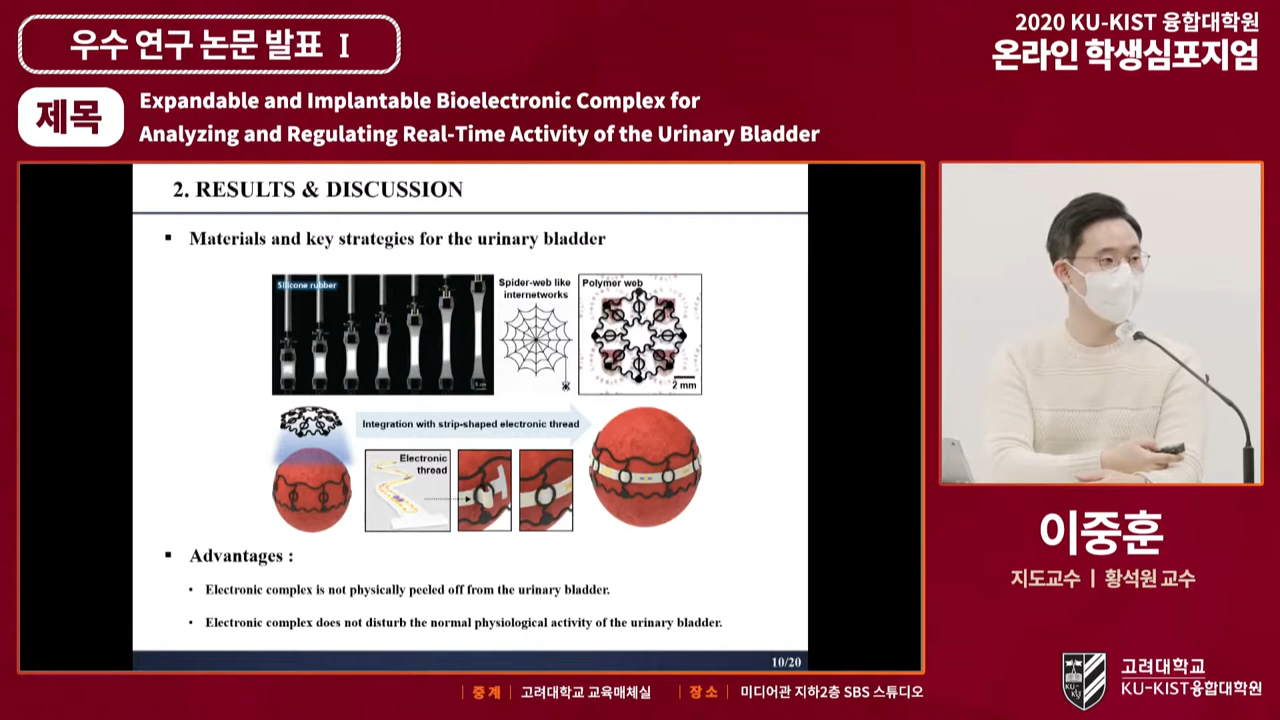 우수 연구 논문 발표 Ⅰ
2020 KU-KIST 융합대학원
온라인 학생심포지엄
제목
Expandable and Implantable Bioelectronic Complex for
Analyzing and Regulating Real-Time Activity of the Urinary Bladder
2. RESULTS & DISCUSSION
▪ Materials and key strategies for the urinary bladder
Silicone rubber
Spider-web like
internetworks
Polymer web
2 mm
Integration with strip-shaped electronic thread
Electronic
thread
▪ Advantages :
• Electronic complex is not physically peeled off from the urinary bladder.
• Electronic complex does not disturb the normal physiological activity of the urinary bladder.
10/20
이중훈
지도교수 | 황석원 교수
| 중 계 | 고려대학교 교육매체실 | 장 소 | 미디어관 지하2층 SBS 스튜디오
KU-KIST
고려대학교
KU-KIST융합대학원